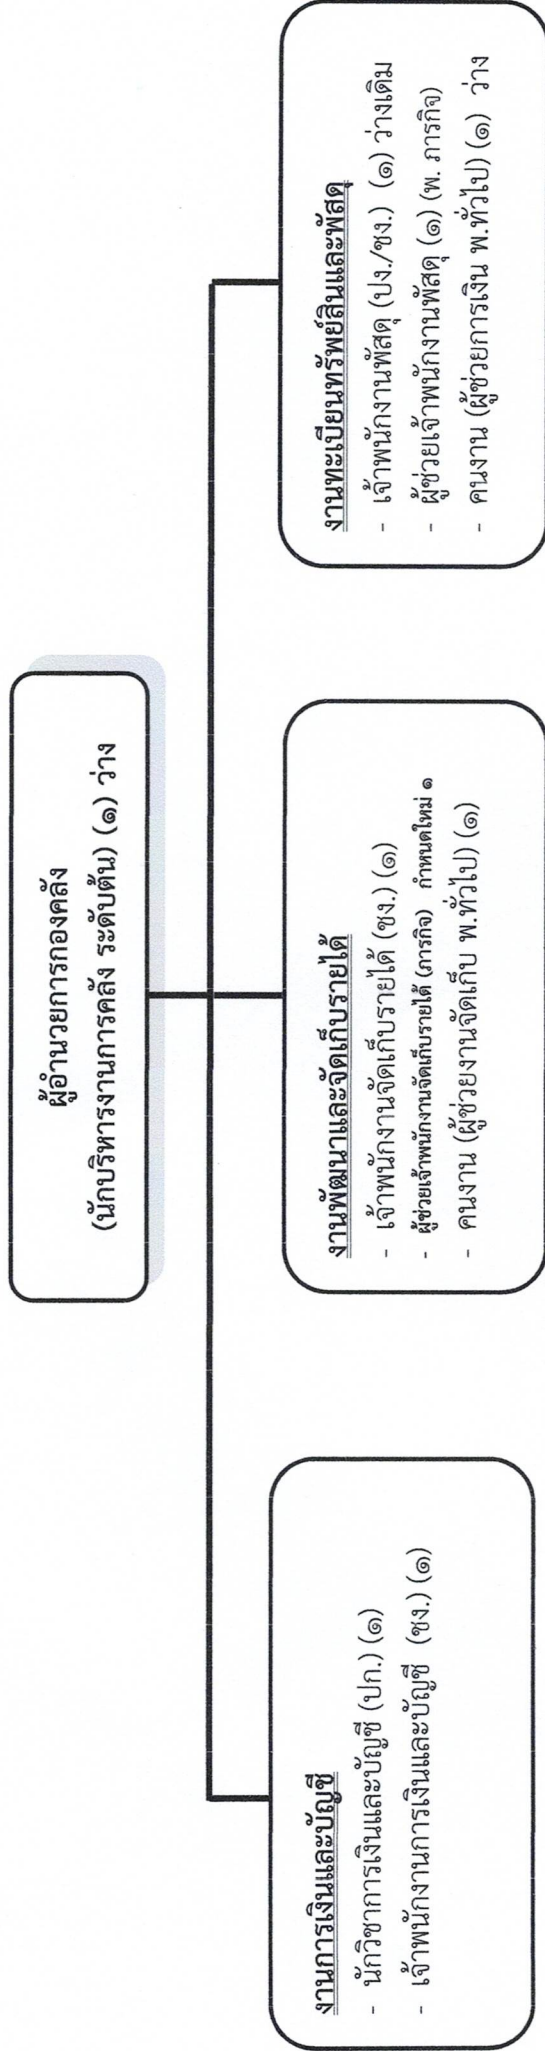 ผู้อำนวยการกองคลัง
(นักบริหารงานการคลัง ระดับต้น) (๑) ว่าง
งานการเงินและบัญชี
- นักวิชาการเงินและบัญชี (ปก.) (๑)
- เจ้าพนักงานการเงินและบัญชี (ชง.) (๑)
งานพัฒนาและจัดเก็บรายได้
- เจ้าพนักงานจัดเก็บรายได้ (ชง.) (๑)
- ผู้ช่วยเจ้าพนักงานจัดเก็บรายได้ (ภารกิจ) กำหนดใหม่ ๑
- คนงาน (ผู้ช่วยงานจัดเก็บ พ.ทั่วไป) (๑)
งานทะเบียนทรัพย์สินและพัสดุ
- เจ้าพนักงานพัสดุ (ปง./ชง.) (๑) ว่างเดิม
- ผู้ช่วยเจ้าพนักงานพัสดุ (๑) (พ. ภารกิจ)
- คนงาน (ผู้ช่วยการเงิน พ.ทั่วไป) (๑) ว่าง